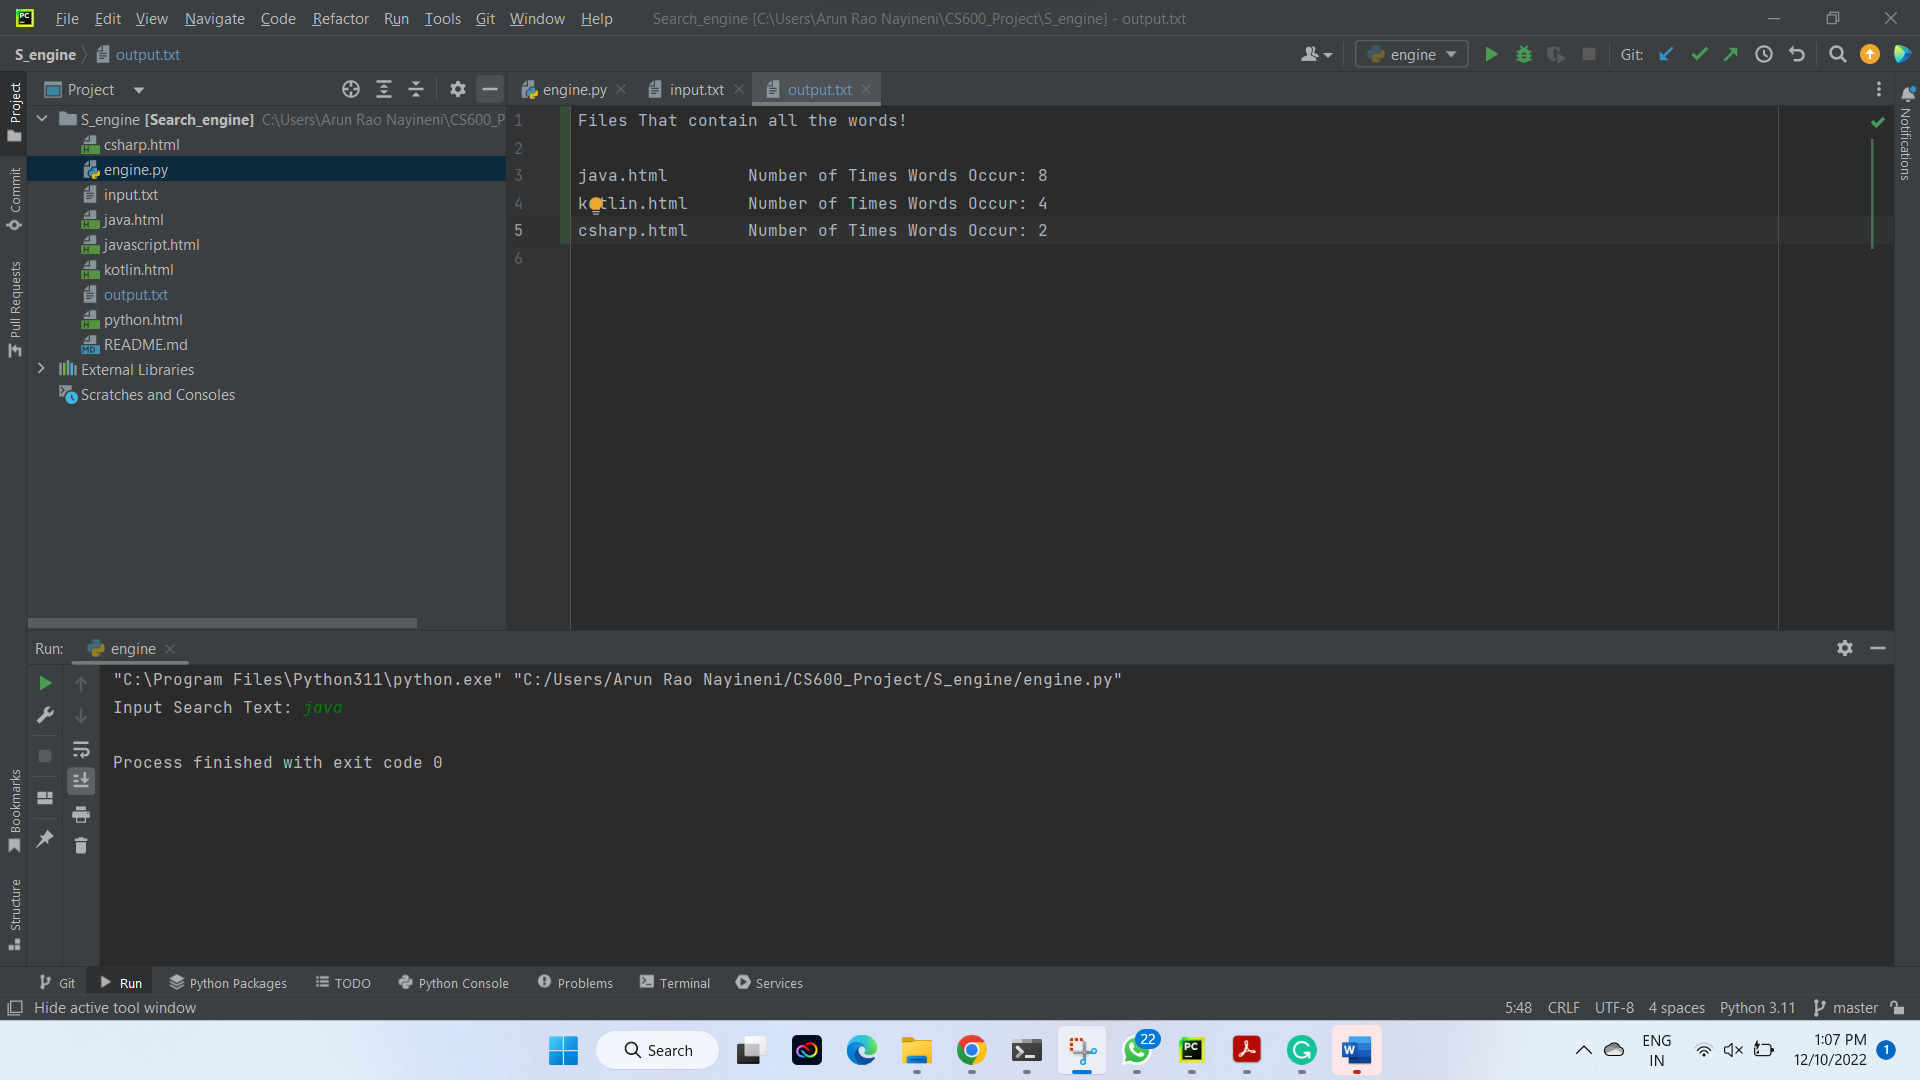 File Edit View Navigate Code Refactor Run Tools Git Window Help Search_engine [C:\Users\Arun Rao Nayineni\CS600_Project\S_engine] - output.txt
S_engine output.txt engine Git:
Project
engine.py input.txt output.txt
S_engine [Search_engine] C:\Users\Arun Rao Nayineni\CS600_P
csharp.html
engine.py
input.txt
java.html
javascript.html
kotlin.html
output.txt
python.html
README.md
External Libraries
Scratches and Consoles
1 Files That contain all the words!
2
3 java.html Number of Times Words Occur: 8
4 kotlin.html Number of Times Words Occur: 4
5 csharp.html Number of Times Words Occur: 2
6
Project
Commit
Pull Requests
Bookmarks
Structure
Notifications
Run: engine
"C:\Program Files\Python311\python.exe" "C:/Users/Arun Rao Nayineni/CS600_Project/S_engine/engine.py"
Input Search Text: java
Process finished with exit code 0
Git Run Python Packages TODO Python Console Problems Terminal Services
Hide active tool window 5:48 CRLF UTF-8 4 spaces Python 3.11 master
Search 22 ENG 1:07 PM
IN 12/10/2022 1